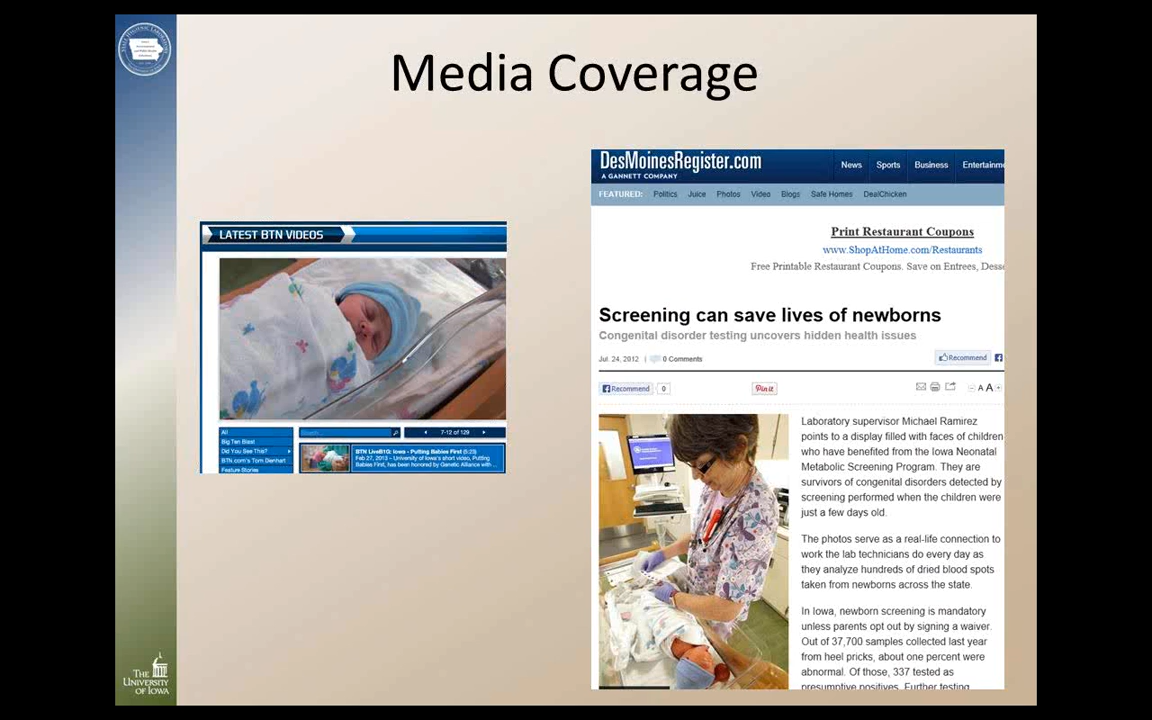 Media Coverage
LATEST BTN VIDEOS
All
Big Ten Blast
Did You See This?
BTN.com's Tom Dienhart
Feature Stories
Search
7-12 of 129
BTN LiveBIG: Iowa - Putting Babies First (5:23)
Feb 27, 2013 – University of Iowa's short video, Putting
Babies First, has been honored by Genetic Alliance with ...
DesMoinesRegister.com
A GANNETT COMPANY
News Sports Business Entertainme
FEATURED: Politics Juice Photos Video Blogs Safe Homes DealChicken
Print Restaurant Coupons
www.ShopAtHome.com/Restaurants
Free Printable Restaurant Coupons. Save on Entrees, Desse
Screening can save lives of newborns
Congenital disorder testing uncovers hidden health issues
Jul. 24, 2012 | 0 Comments
Recommend
Recommend 0
Pin it
A A
Laboratory supervisor Michael Ramirez
points to a display filled with faces of children
who have benefited from the Iowa Neonatal
Metabolic Screening Program. They are
survivors of congenital disorders detected by
screening performed when the children were
just a few days old.
The photos serve as a real-life connection to
work the lab technicians do every day as
they analyze hundreds of dried blood spots
taken from newborns across the state.
In Iowa, newborn screening is mandatory
unless parents opt out by signing a waiver.
Out of 37,700 samples collected last year
from heel pricks, about one percent were
abnormal. Of those, 337 tested as
presumptive positives. Further testing
THE
UNIVERSITY
OF IOWA